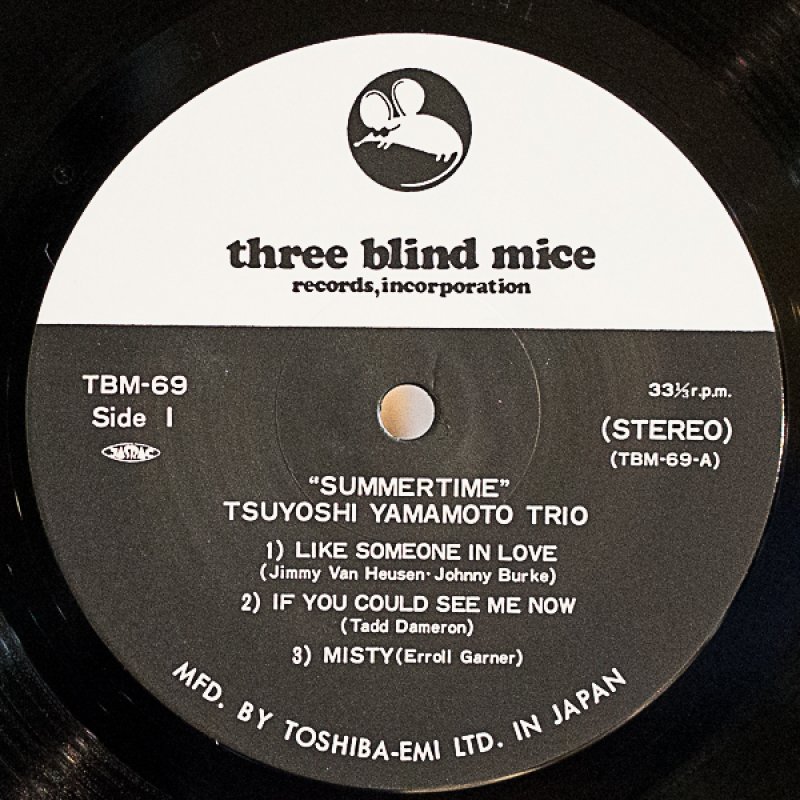 three blind mice
records, incorporation
TBM-69
Side 1
JASRAC
33⅓ r.p.m.
(STEREO)
(TBM-69-A)
"SUMMERTIME"
TSUYOSHI YAMAMOTO TRIO
1) LIKE SOMEONE IN LOVE
(Jimmy Van Heusen·Johnny Burke)
2) IF YOU COULD SEE ME NOW
(Tadd Dameron)
3) MISTY(Erroll Garner)
MFD. BY TOSHIBA-EMI LTD. IN JAPAN